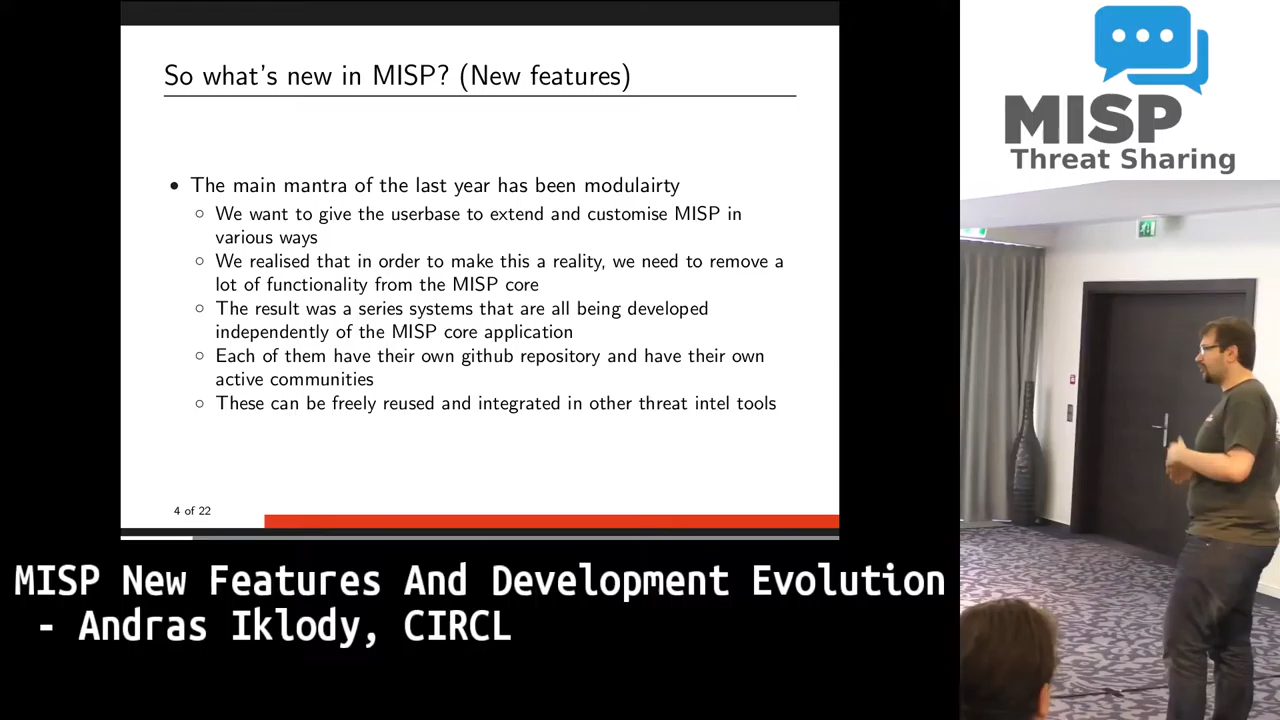 So what's new in MISP? (New features)
• The main mantra of the last year has been modulairty
○ We want to give the userbase to extend and customise MISP in
various ways
○ We realised that in order to make this a reality, we need to remove a
lot of functionality from the MISP core
○ The result was a series systems that are all being developed
independently of the MISP core application
○ Each of them have their own github repository and have their own
active communities
○ These can be freely reused and integrated in other threat intel tools
4 of 22
MISP
Threat Sharing
MISP New Features And Development Evolution
- Andras Iklody, CIRCL